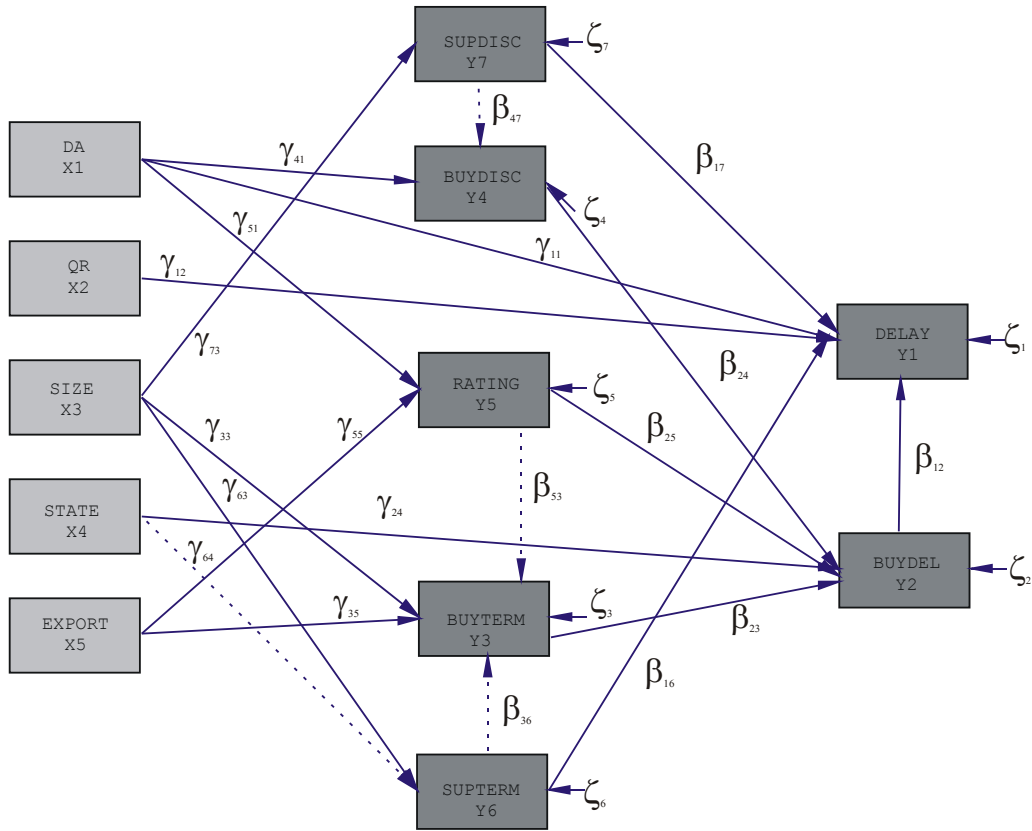 SUPDISC
Y7
ζ₇
β₄₇
DA
X1
γ₄₁
BUYDISC
Y4
ζ₄
β₁₇
γ₅₁
γ₁₁
QR
X2
γ₁₂
γ₇₃
DELAY
Y1
ζ₁
SIZE
X3
RATING
Y5
ζ₅
β₂₄
γ₃₃
γ₅₅
β₂₅
β₁₂
γ₆₃
β₅₃
STATE
X4
γ₂₄
γ₆₄
BUYDEL
Y2
ζ₂
EXPORT
X5
γ₃₅
BUYTERM
Y3
ζ₃
β₂₃
β₁₆
β₃₆
SUPTERM
Y6
ζ₆